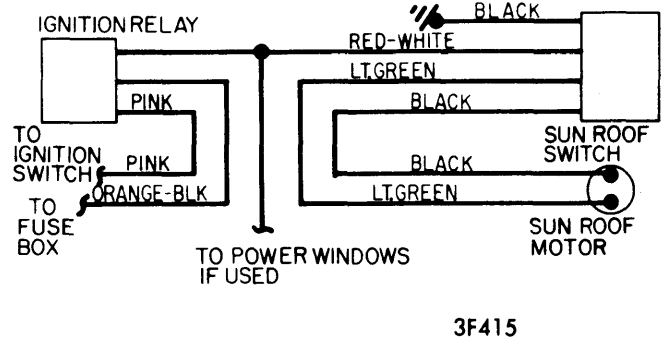 IGNITION RELAY
BLACK
RED-WHITE
LT.GREEN
PINK
BLACK
TO
IGNITION
SWITCH
PINK
ORANGE-BLK
TO
FUSE
BOX
SUN ROOF
SWITCH
BLACK
LT.GREEN
SUN ROOF
MOTOR
TO POWER WINDOWS
IF USED
3F415